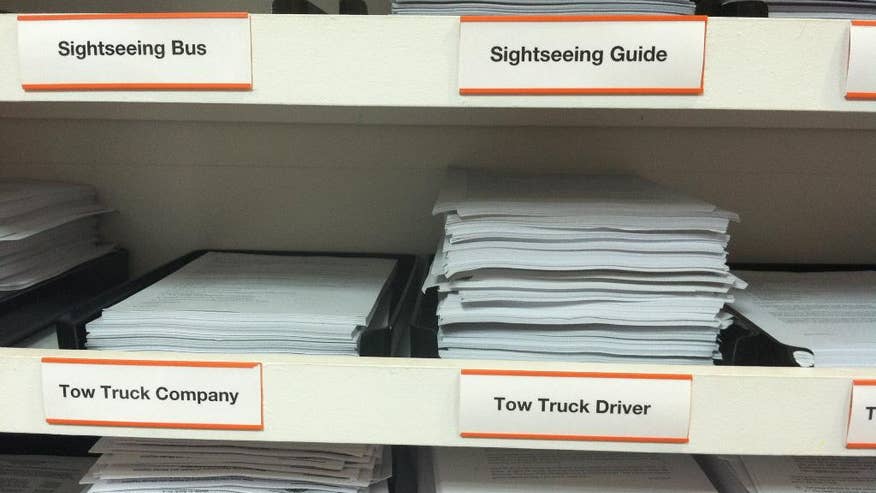 Sightseeing Bus
Sightseeing Guide
Tow Truck Company
Tow Truck Driver
T